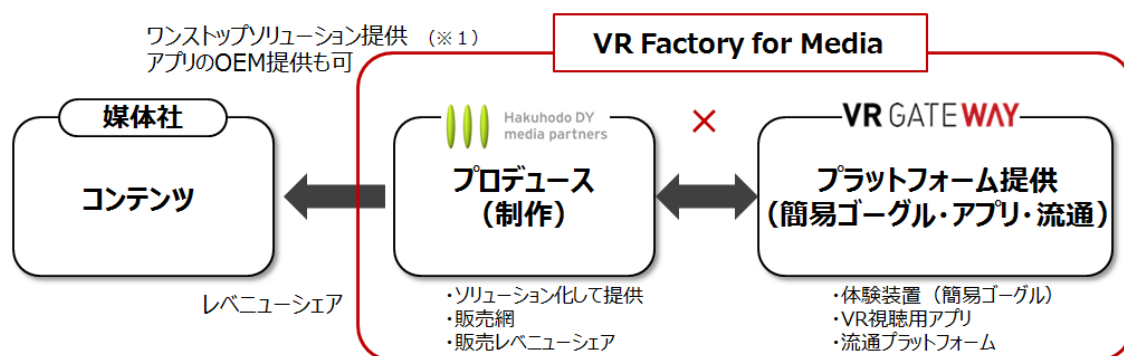 ワンストップソリューション提供 (※1)
アプリのOEM提供も可
VR Factory for Media
媒体社
コンテンツ
レベニューシェア
Hakuhodo DY
media partners
プロデュース
(制作)
・ソリューション化して提供
・販売網
・販売レベニューシェア
×
VR GATEWAY
プラットフォーム提供
(簡易ゴーグル・アプリ・流通)
・体験装置(簡易ゴーグル)
・VR視聴用アプリ
・流通プラットフォーム